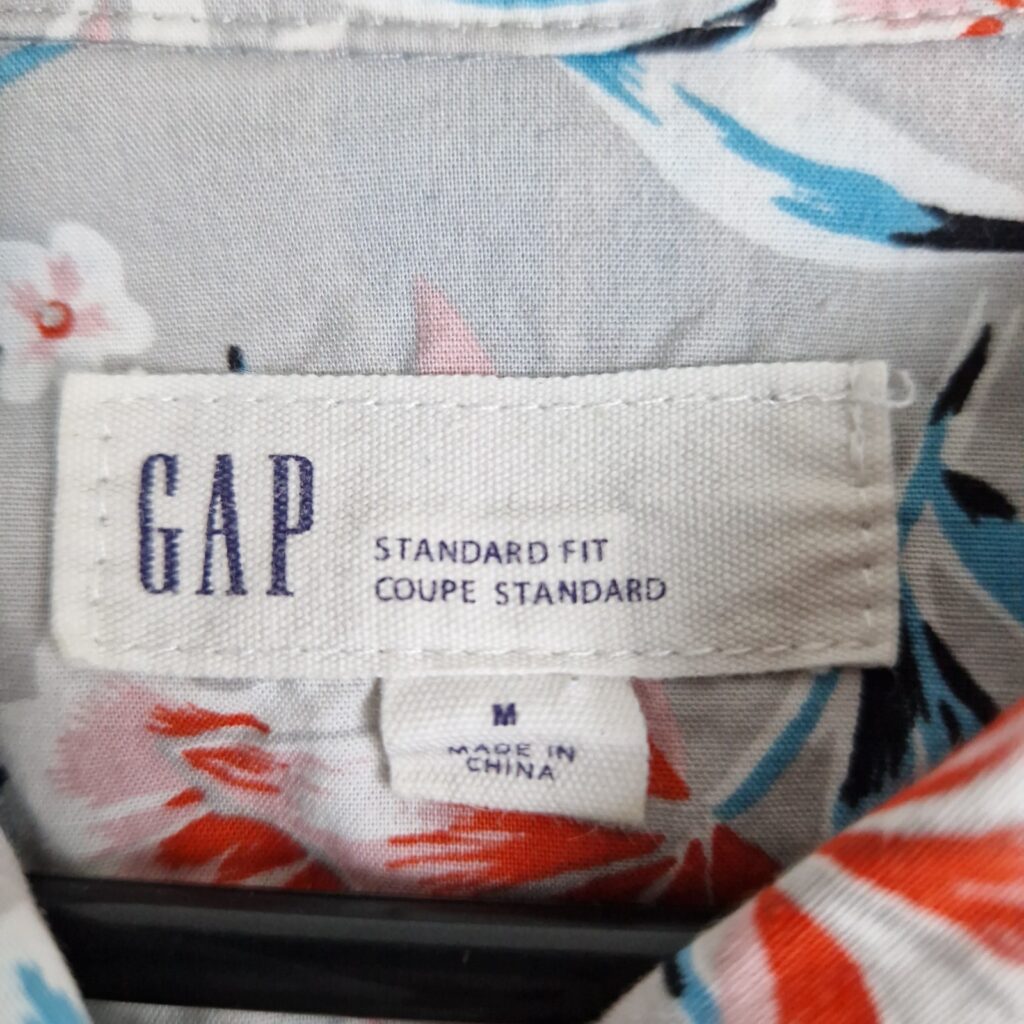 GAP
STANDARD FIT
COUPE STANDARD
M
MADE IN
CHINA